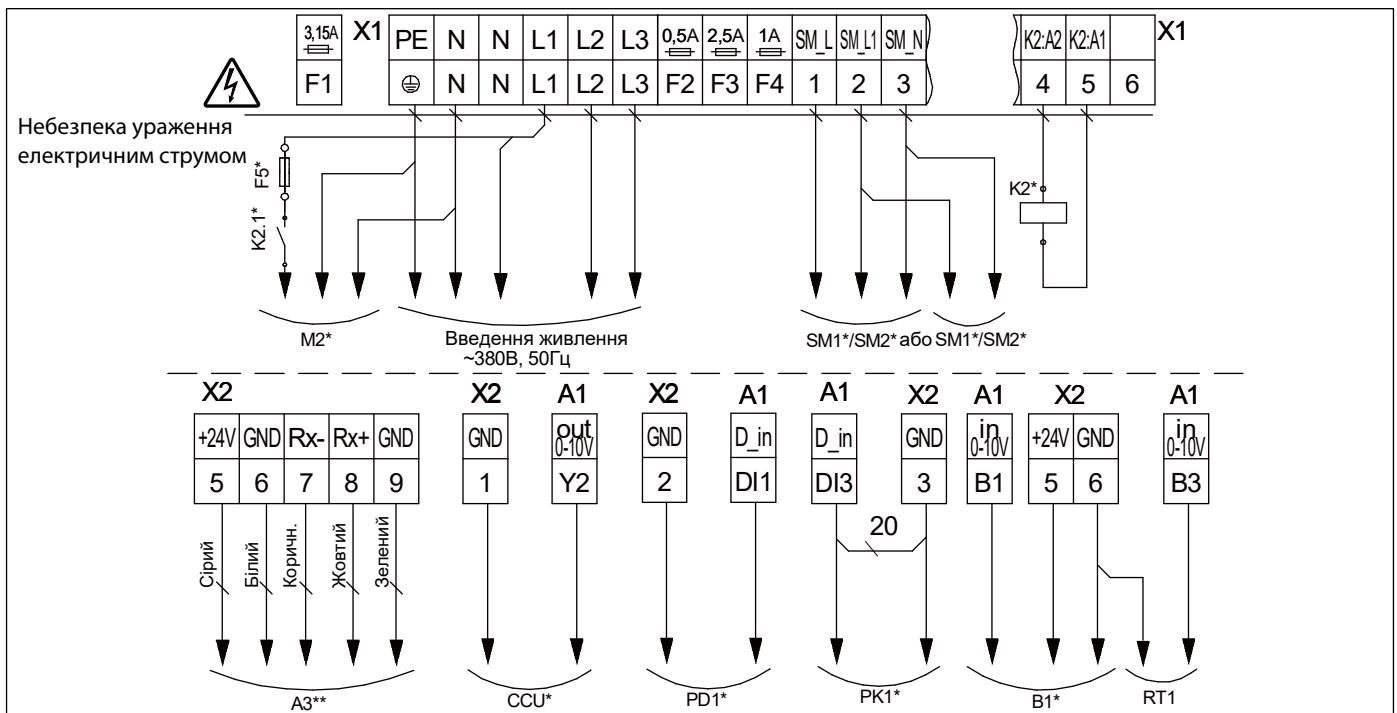 3,15A X1 PE N N L1 L2 L3 0,5A 2,5A 1A SM_L SM_L1 SM_N K2:A2 K2:A1 X1
F1 N N L1 L2 L3 F2 F3 F4 1 2 3 4 5 6
Небезпека ураження
електричним струмом
F5*
K2.1*
K2*
M2*
Введення живлення
~380В, 50Гц
SM1*/SM2* або SM1*/SM2*
X2 X2 A1 X2 A1 A1 X2 A1 X2 A1
+24V GND Rx- Rx+ GND GND out 0-10V GND D_in D_in GND in 0-10V +24V GND in 0-10V
5 6 7 8 9 1 Y2 2 DI1 DI3 3 B1 5 6 B3
20
Сірий
Білий
Коричн.
Жовтий
Зелений
A3** CCU* PD1* PK1* B1* RT1